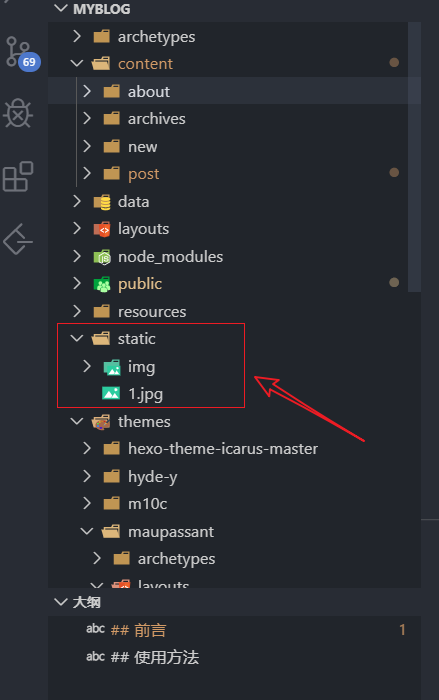 MYBLOG
archetypes
content
69
about
archives
new
post
data
layouts
node_modules
public
resources
static
img
1.jpg
themes
hexo-theme-icarus-master
hyde-y
m10c
maupassant
archetypes
layouts
大纲
abc ## 前言 1
abc ## 使用方法